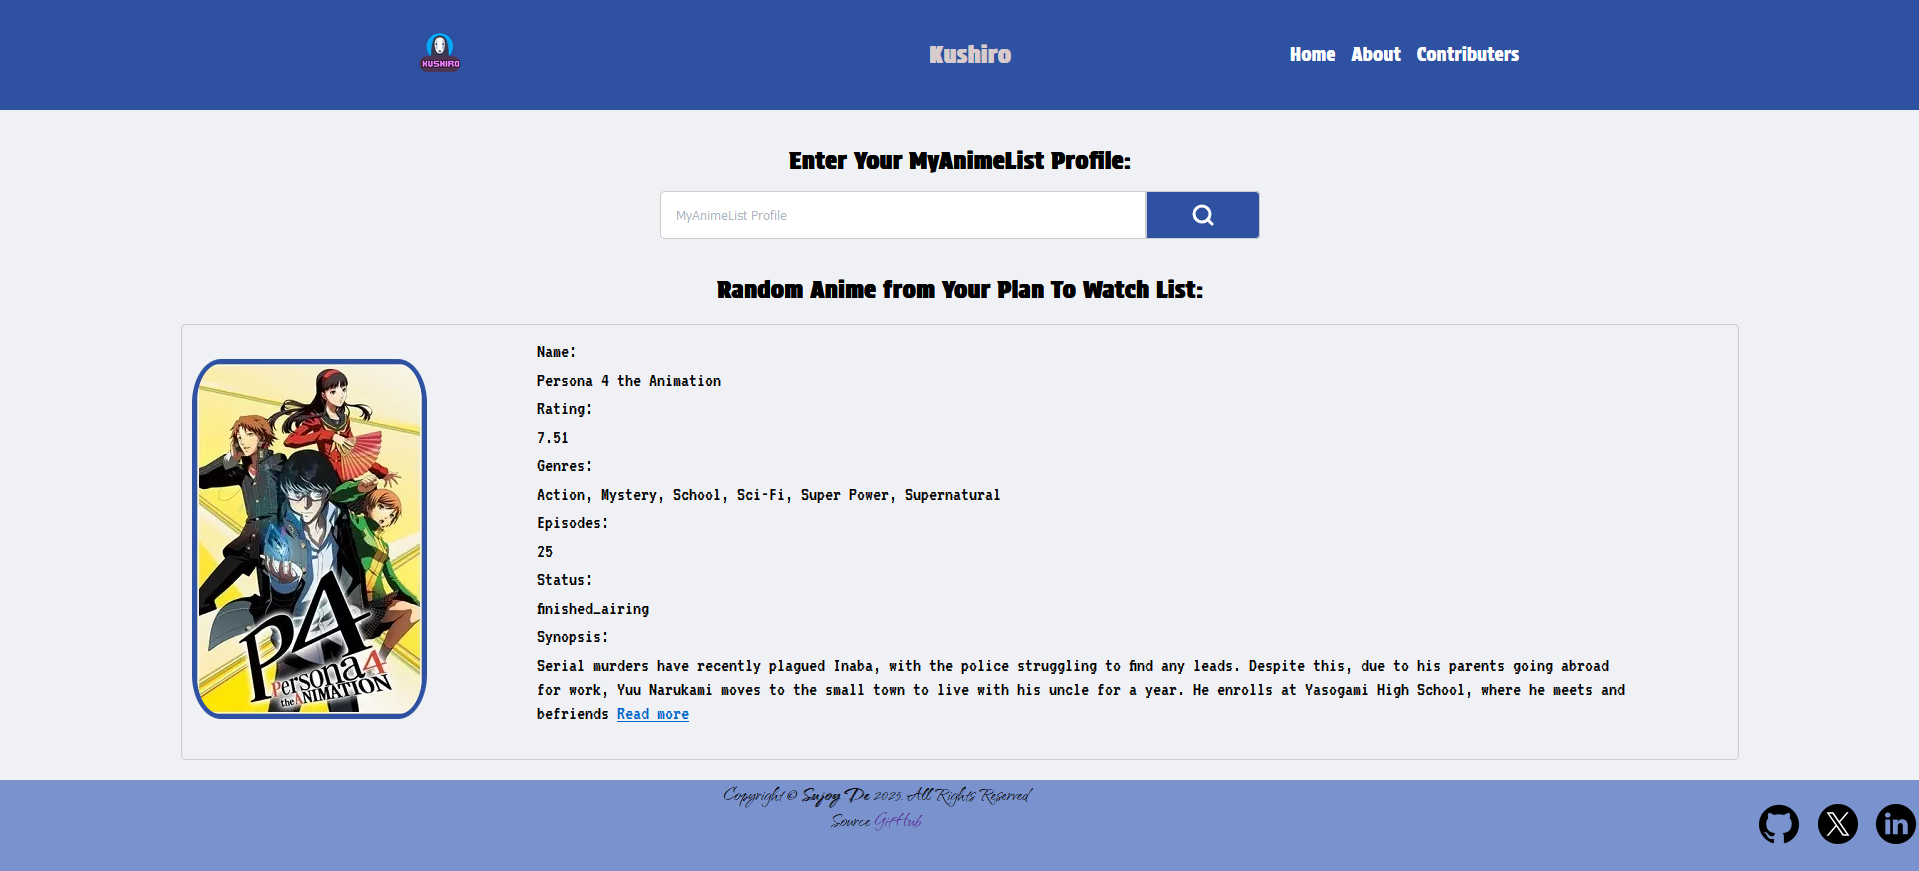 KUSHIRO
Kushiro
Home About Contributers
Enter Your MyAnimeList Profile:
MyAnimeList Profile
Random Anime from Your Plan To Watch List:
Name:
Persona 4 the Animation
Rating:
7.51
Genres:
Action, Mystery, School, Sci-Fi, Super Power, Supernatural
Episodes:
25
Status:
finished_airing
Synopsis:
Serial murders have recently plagued Inaba, with the police struggling to find any leads. Despite this, due to his parents going abroad
for work, Yuu Narukami moves to the small town to live with his uncle for a year. He enrolls at Yasogami High School, where he meets and
befriends Read more
P4
Persona4
the ANIMATION
Copyright © Sujoy De 2025. All Rights Reserved
Source GitHub
X
in